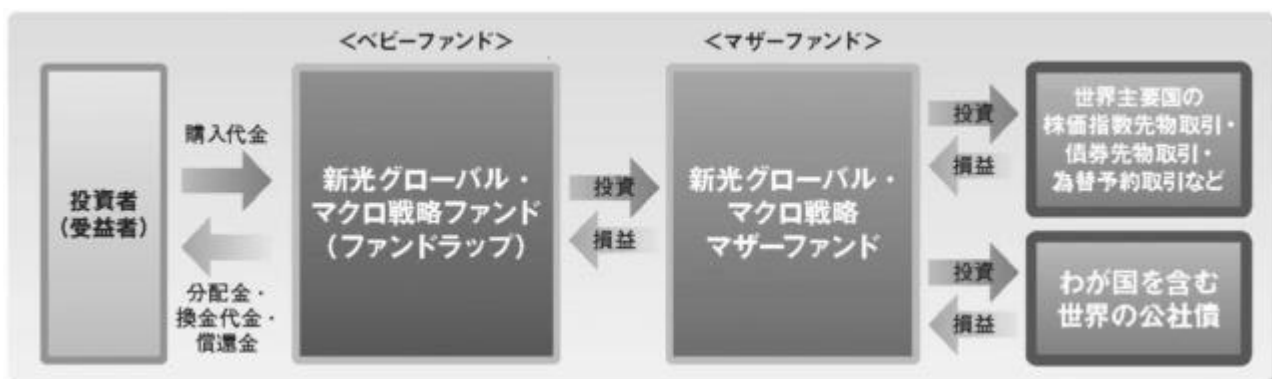 <ベビーファンド>
<マザーファンド>
投資者
(受益者)
購入代金
分配金・
換金代金・
償還金
新光グローバル・
マクロ戦略ファンド
(ファンドラップ)
投資
損益
新光グローバル・
マクロ戦略
マザーファンド
投資
損益
世界主要国の
株価指数先物取引・
債券先物取引・
為替予約取引など
投資
損益
わが国を含む
世界の公社債